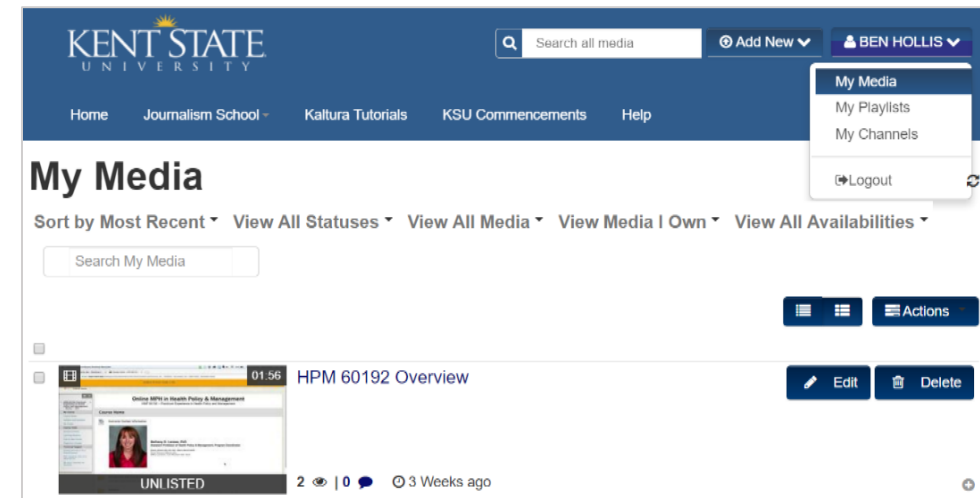 KENT STATE
UNIVERSITY
Search all media
Add New
BEN HOLLIS
My Media
My Playlists
My Channels
Logout
Home Journalism School Kaltura Tutorials KSU Commencements Help
My Media
Sort by Most Recent View All Statuses View All Media View Media I Own View All Availabilities
Search My Media
Actions
01:56
HPM 60192 Overview
Edit
Delete
Online MPH in Health Policy & Management
UNLISTED
2 | 0 3 Weeks ago